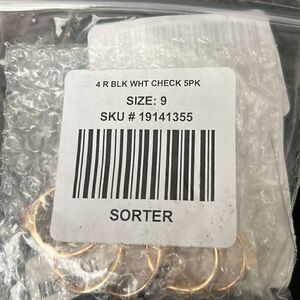 4 R BLK WHT CHECK 5PK
SIZE: 9
SKU # 19141355
SORTER